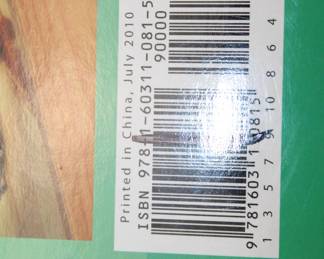 Printed in China, July 2010
ISBN 978-1-60311-081-5
90000
9 781603 110815
1 3 5 7 9 10 8 6 4